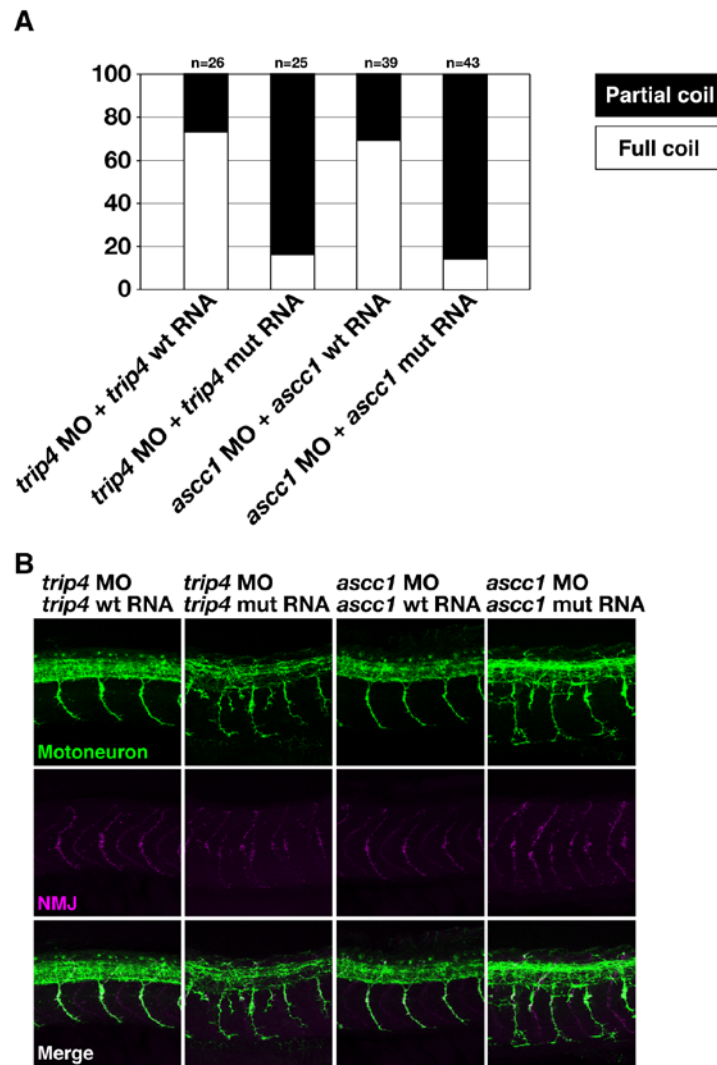 A
n=26 n=25 n=39 n=43
100
80
60
40
20
0
Partial coil
Full coil
trip4 MO + trip4 wt RNA
trip4 MO + trip4 mut RNA
ascc1 MO + ascc1 wt RNA
ascc1 MO + ascc1 mut RNA
B
trip4 MO trip4 MO ascc1 MO ascc1 MO
trip4 wt RNA trip4 mut RNA ascc1 wt RNA ascc1 mut RNA
Motoneuron
NMJ
Merge